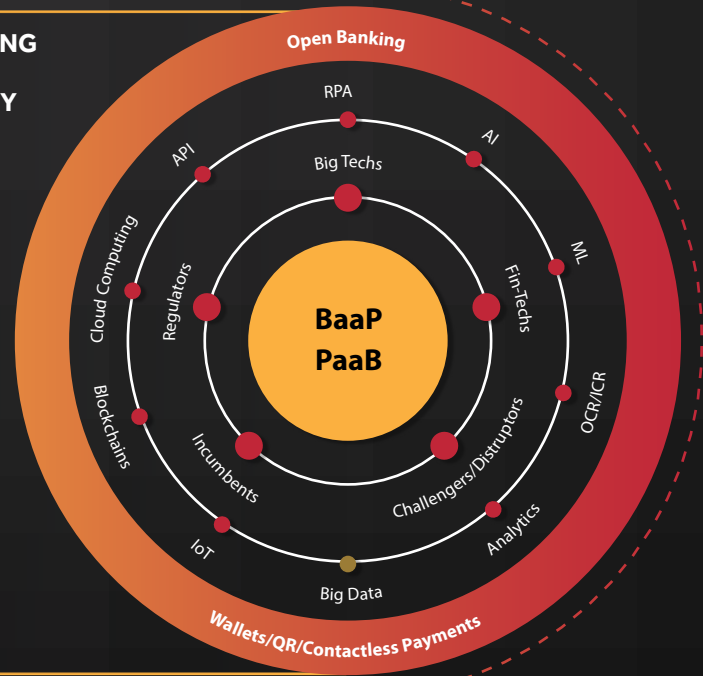 NG
Y
Open Banking
RPA
AI
API
Big Techs
ML
Cloud Computing
Regulators
Fin-Techs
BaaP
PaaB
OCR/ICR
Blockchains
Incumbents
Challengers/Distruptors
Analytics
IoT
Big Data
Wallets/QR/Contactless Payments